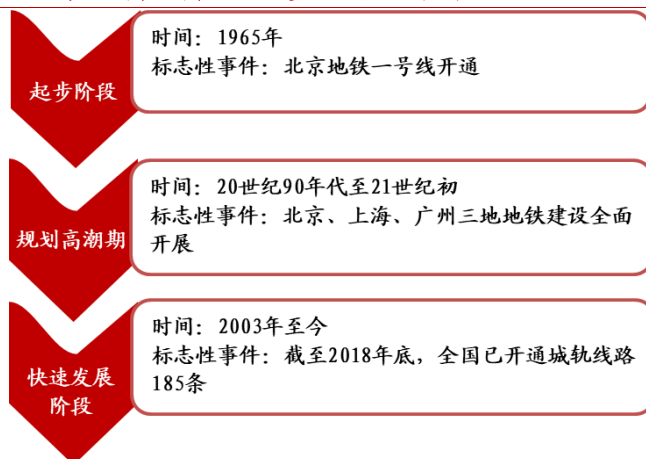 起步阶段
时间：1965年
标志性事件：北京地铁一号线开通
规划高潮期
时间：20世纪90年代至21世纪初
标志性事件：北京、上海、广州三地地铁建设全面
开展
快速发展
阶段
时间：2003年至今
标志性事件：截至2018年底，全国已开通城轨线路
185条